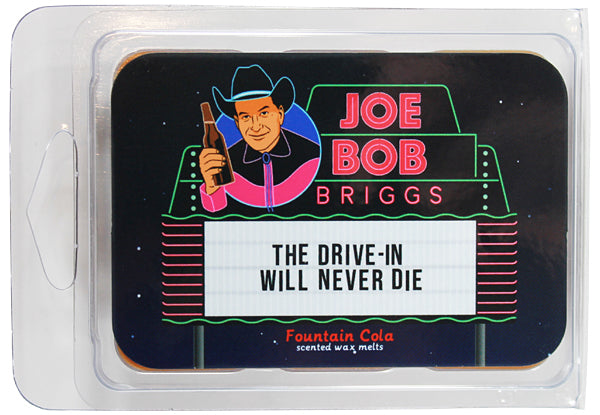 JOE
BOB
BRIGGS
THE DRIVE-IN
WILL NEVER DIE
Fountain Cola
scented wax melts